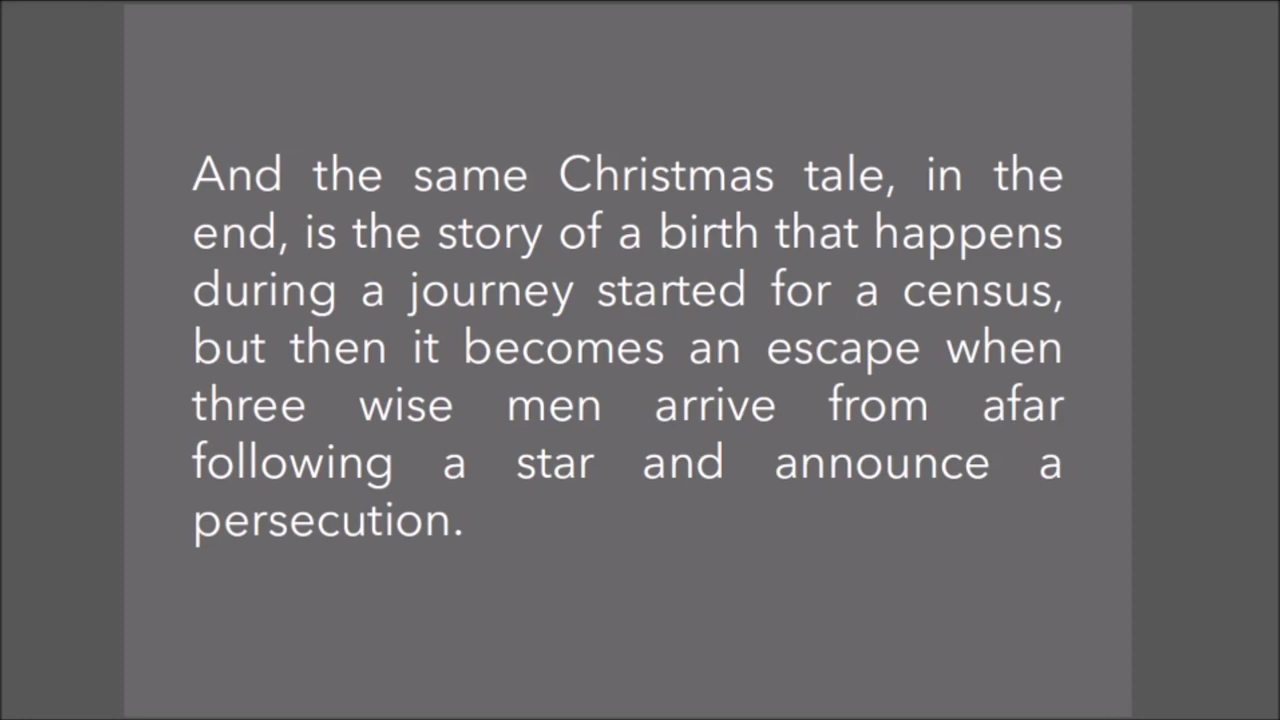 And the same Christmas tale, in the
end, is the story of a birth that happens
during a journey started for a census,
but then it becomes an escape when
three wise men arrive from afar
following a star and announce a
persecution.